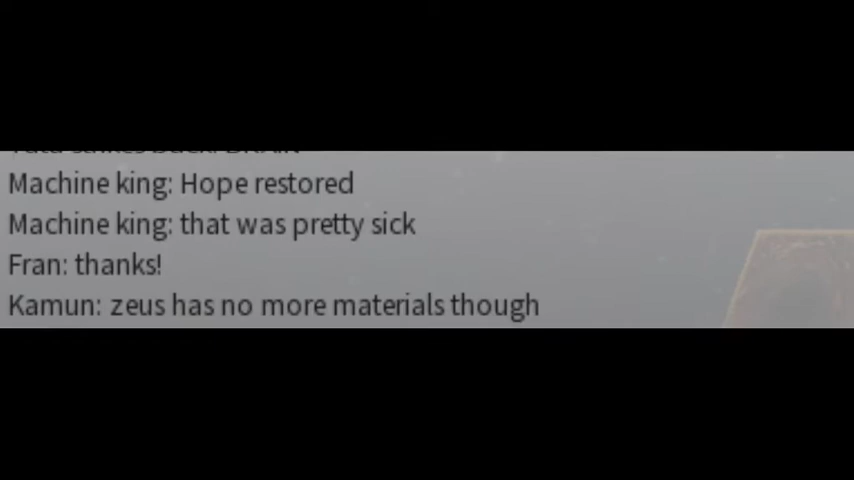 Machine king: Hope restored
Machine king: that was pretty sick
Fran: thanks!
Kamun: zeus has no more materials though